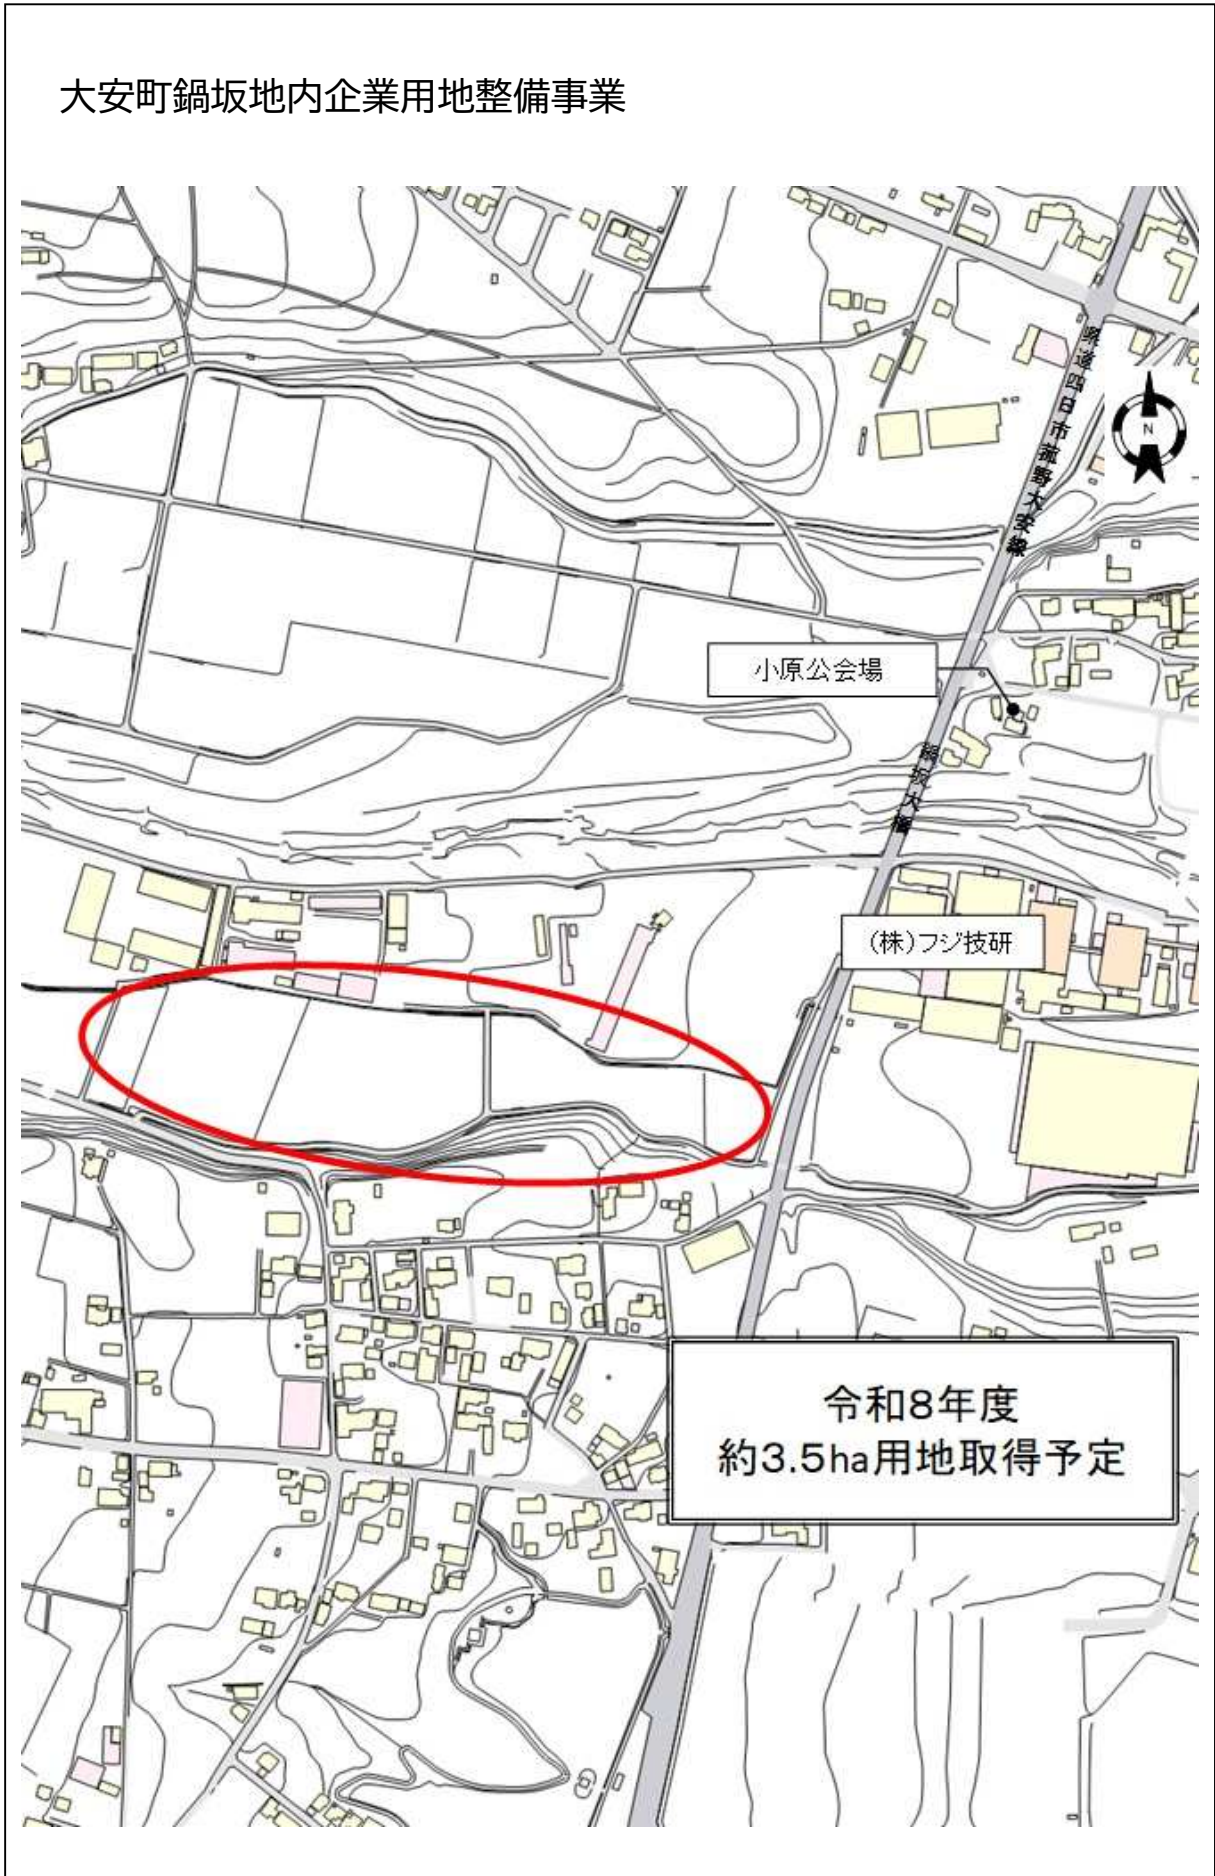 大安町鍋坂地内企業用地整備事業
県道四日市菰野大安線
N
小原公会場
鍋坂大橋
(株)フジ技研
令和8年度
約3.5ha用地取得予定